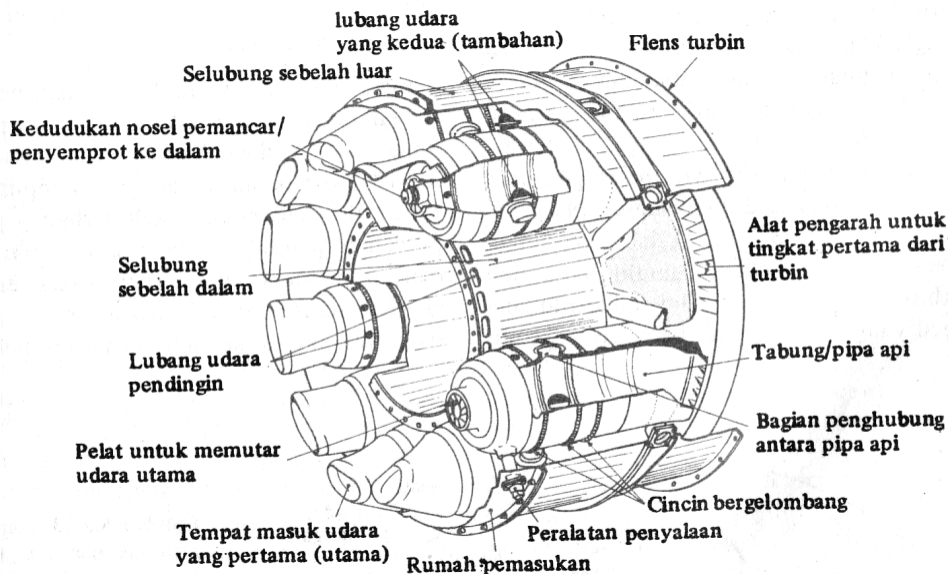 lubang udara
yang kedua (tambahan)
Flens turbin
Selubung sebelah luar
Kedudukan nosel pemancar/
penyemprot ke dalam
Alat pengarah untuk
tingkat pertama dari
turbin
Selubung
sebelah dalam
Tabung/pipa api
Lubang udara
pendingin
Bagian penghubung
antara pipa api
Pelat untuk memutar
udara utama
Cincin bergelombang
Tempat masuk udara
yang pertama (utama)
Peralatan penyalaan
Rumah pemasukan